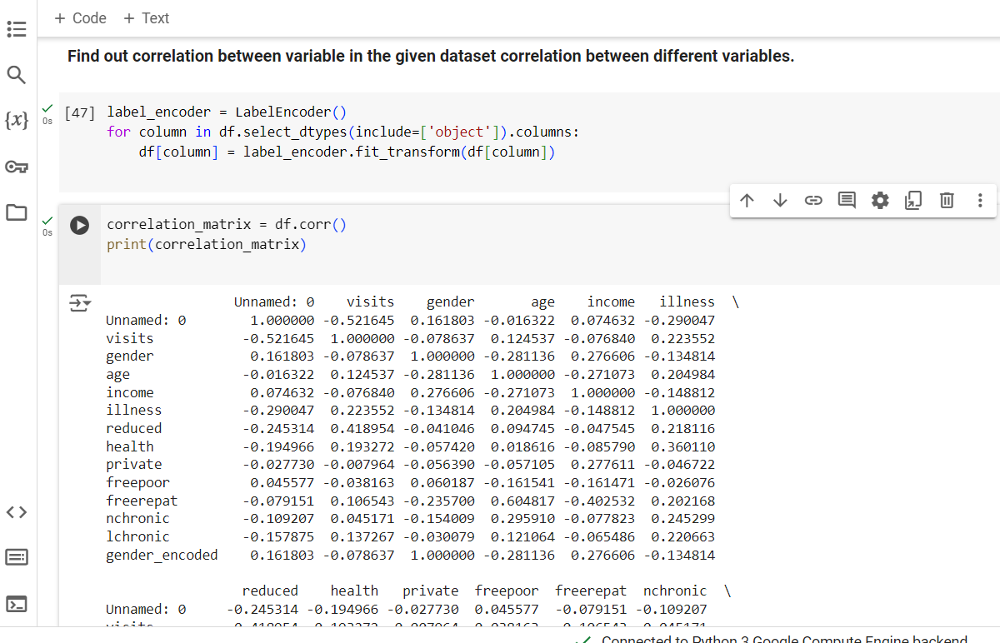 + Code + Text
Find out correlation between variable in the given dataset correlation between different variables.
[47] label_encoder = LabelEncoder()
for column in df.select_dtypes(include=['object']).columns:
    df[column] = label_encoder.fit_transform(df[column])
0s
correlation_matrix = df.corr()
print(correlation_matrix)
0s
Unnamed: 0 visits gender age income illness \
Unnamed: 0 1.000000 -0.521645 0.161803 -0.016322 0.074632 -0.290047
visits -0.521645 1.000000 -0.078637 0.124537 -0.076840 0.223552
gender 0.161803 -0.078637 1.000000 -0.281136 0.276606 -0.134814
age -0.016322 0.124537 -0.281136 1.000000 -0.271073 0.204984
income 0.074632 -0.076840 0.276606 -0.271073 1.000000 -0.148812
illness -0.290047 0.223552 -0.134814 0.204984 -0.148812 1.000000
reduced -0.245314 0.418954 -0.041046 0.094745 -0.047545 0.218116
health -0.194966 0.193272 -0.057420 0.018616 -0.085790 0.360110
private -0.027730 -0.007964 -0.056390 -0.057105 0.277611 -0.046722
freepoor 0.045577 -0.038163 0.060187 -0.161541 -0.161471 -0.026076
freerepat -0.079151 0.106543 -0.235700 0.604817 -0.402532 0.202168
nchronic -0.109207 0.045171 -0.154009 0.295910 -0.077823 0.245299
lchronic -0.157875 0.137267 -0.030079 0.121064 -0.065486 0.220663
gender_encoded 0.161803 -0.078637 1.000000 -0.281136 0.276606 -0.134814
reduced health private freepoor freerepat nchronic \
Unnamed: 0 -0.245314 -0.194966 -0.027730 0.045577 -0.079151 -0.109207
Connected to Python 3 Google Compute Engine backend